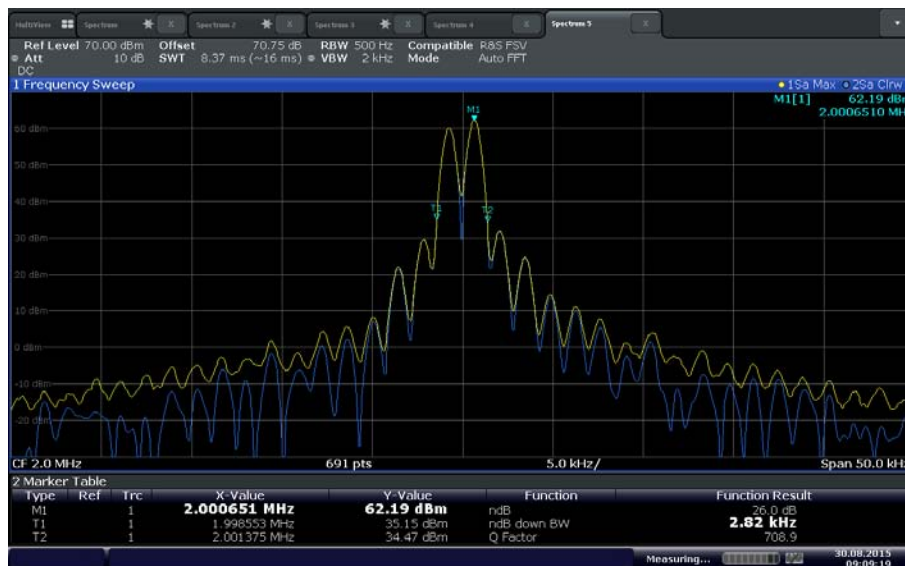 MultiView Spectrum X Spectrum 2 X Spectrum 3 X Spectrum 4 X Spectrum 5 X
Ref Level 70.00 dBm Offset 70.75 dB RBW 500 Hz Compatible R&S FSV
Att 10 dB SWT 8.37 ms (~16 ms) VBW 2 kHz Mode Auto FFT
DC
1 Frequency Sweep 1Sa Max 2Sa Clrw
M1[1] 62.19 dBm
2.0006510 MH
M1
60 dBm
50 dBm
40 dBm
T1 T2
30 dBm
20 dBm
10 dBm
0 dBm
-10 dBm
-20 dBm
CF 2.0 MHz 691 pts 5.0 kHz/ Span 50.0 kHz
2 Marker Table
Type Ref Trc X-Value Y-Value Function Function Result
M1 1 2.000651 MHz 62.19 dBm ndB 26.0 dB
T1 1 1.998553 MHz 35.15 dBm ndB down BW 2.82 kHz
T2 1 2.001375 MHz 34.47 dBm Q Factor 708.9
Measuring... 30.08.2015
09:09:19